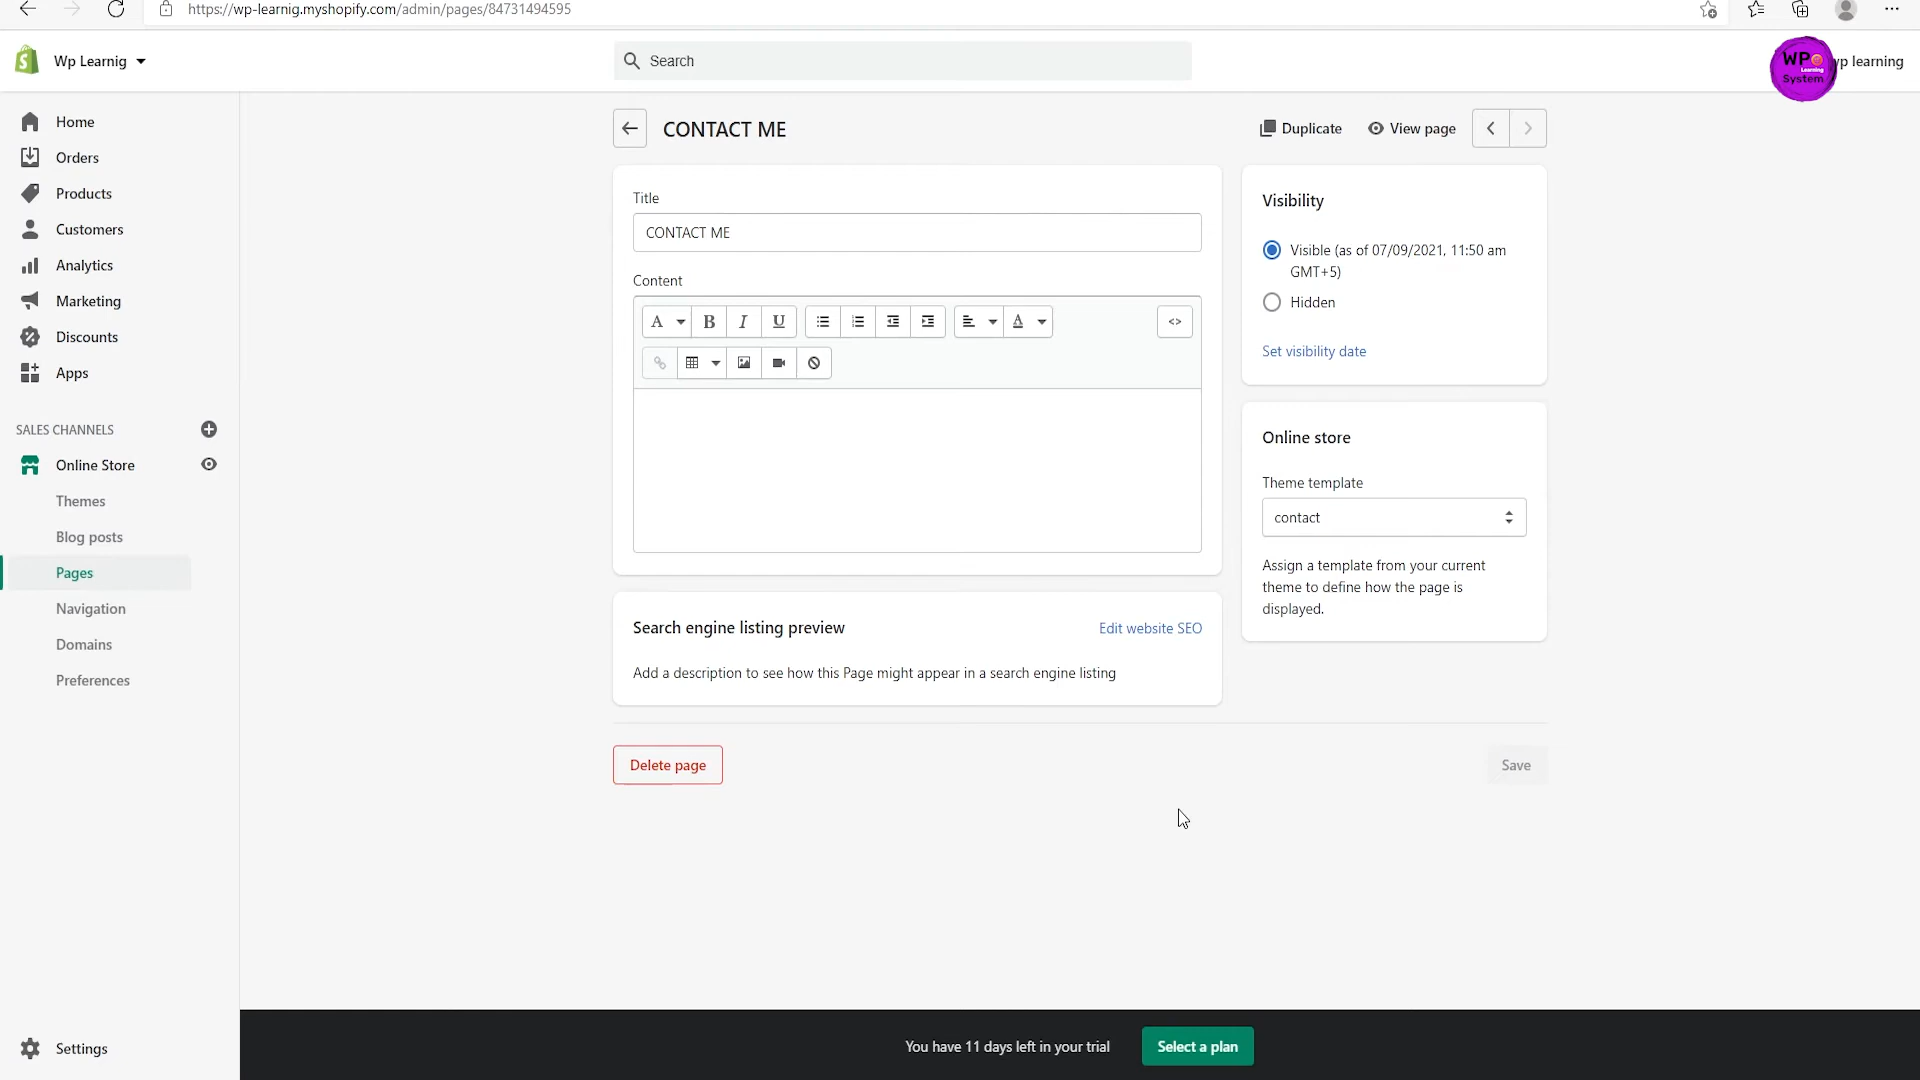 https://wp-learnig.myshopify.com/admin/pages/84731494595
Wp Learnig
Search
WP
Learning
System
wp learning
Home
Orders
Products
Customers
Analytics
Marketing
Discounts
Apps
SALES CHANNELS
Online Store
Themes
Blog posts
Pages
Navigation
Domains
Preferences
Settings
CONTACT ME
Duplicate
View page
Title
CONTACT ME
Content
A
B
I
U
A
<>
Search engine listing preview
Edit website SEO
Add a description to see how this Page might appear in a search engine listing
Visibility
Visible (as of 07/09/2021, 11:50 am
GMT+5)
Hidden
Set visibility date
Online store
Theme template
contact
Assign a template from your current
theme to define how the page is
displayed.
Delete page
Save
You have 11 days left in your trial
Select a plan